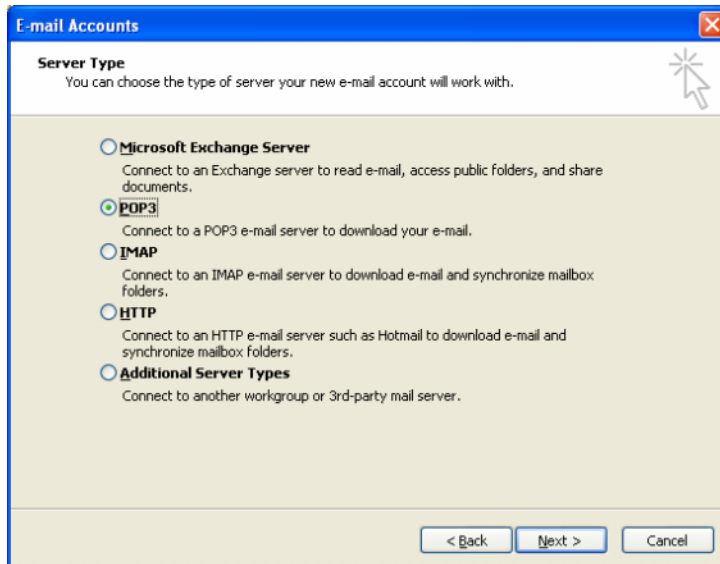 E-mail Accounts
Server Type
You can choose the type of server your new e-mail account will work with.
Microsoft Exchange Server
Connect to an Exchange server to read e-mail, access public folders, and share
documents.
POP3
Connect to a POP3 e-mail server to download your e-mail.
IMAP
Connect to an IMAP e-mail server to download e-mail and synchronize mailbox
folders.
HTTP
Connect to an HTTP e-mail server such as Hotmail to download e-mail and
synchronize mailbox folders.
Additional Server Types
Connect to another workgroup or 3rd-party mail server.
< Back Next > Cancel